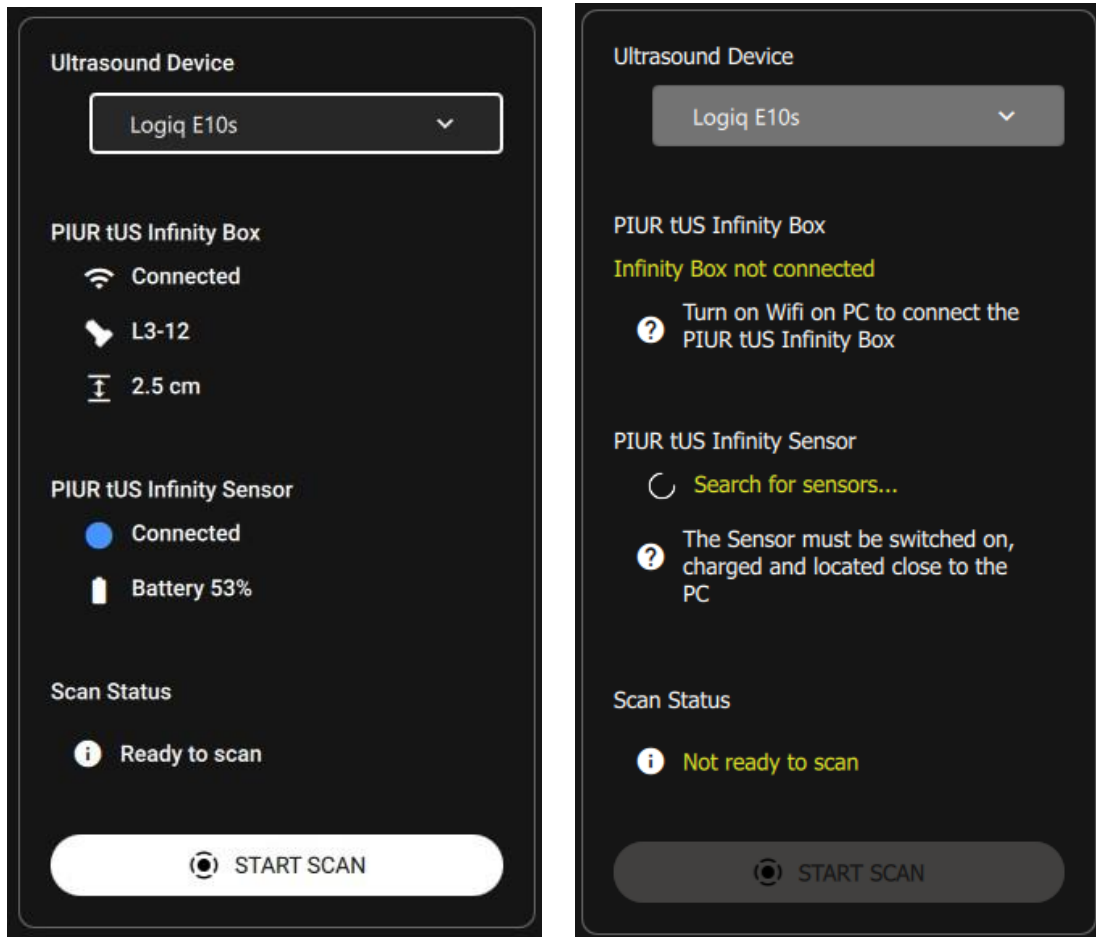 Ultrasound Device
Logiq E10s
PIUR tUS Infinity Box
Connected
L3-12
2.5 cm
PIUR tUS Infinity Sensor
Connected
Battery 53%
Scan Status
Ready to scan
START SCAN
Ultrasound Device
Logiq E10s
PIUR tUS Infinity Box
Infinity Box not connected
Turn on Wifi on PC to connect the
PIUR tUS Infinity Box
PIUR tUS Infinity Sensor
Search for sensors...
The Sensor must be switched on,
charged and located close to the
PC
Scan Status
Not ready to scan
START SCAN